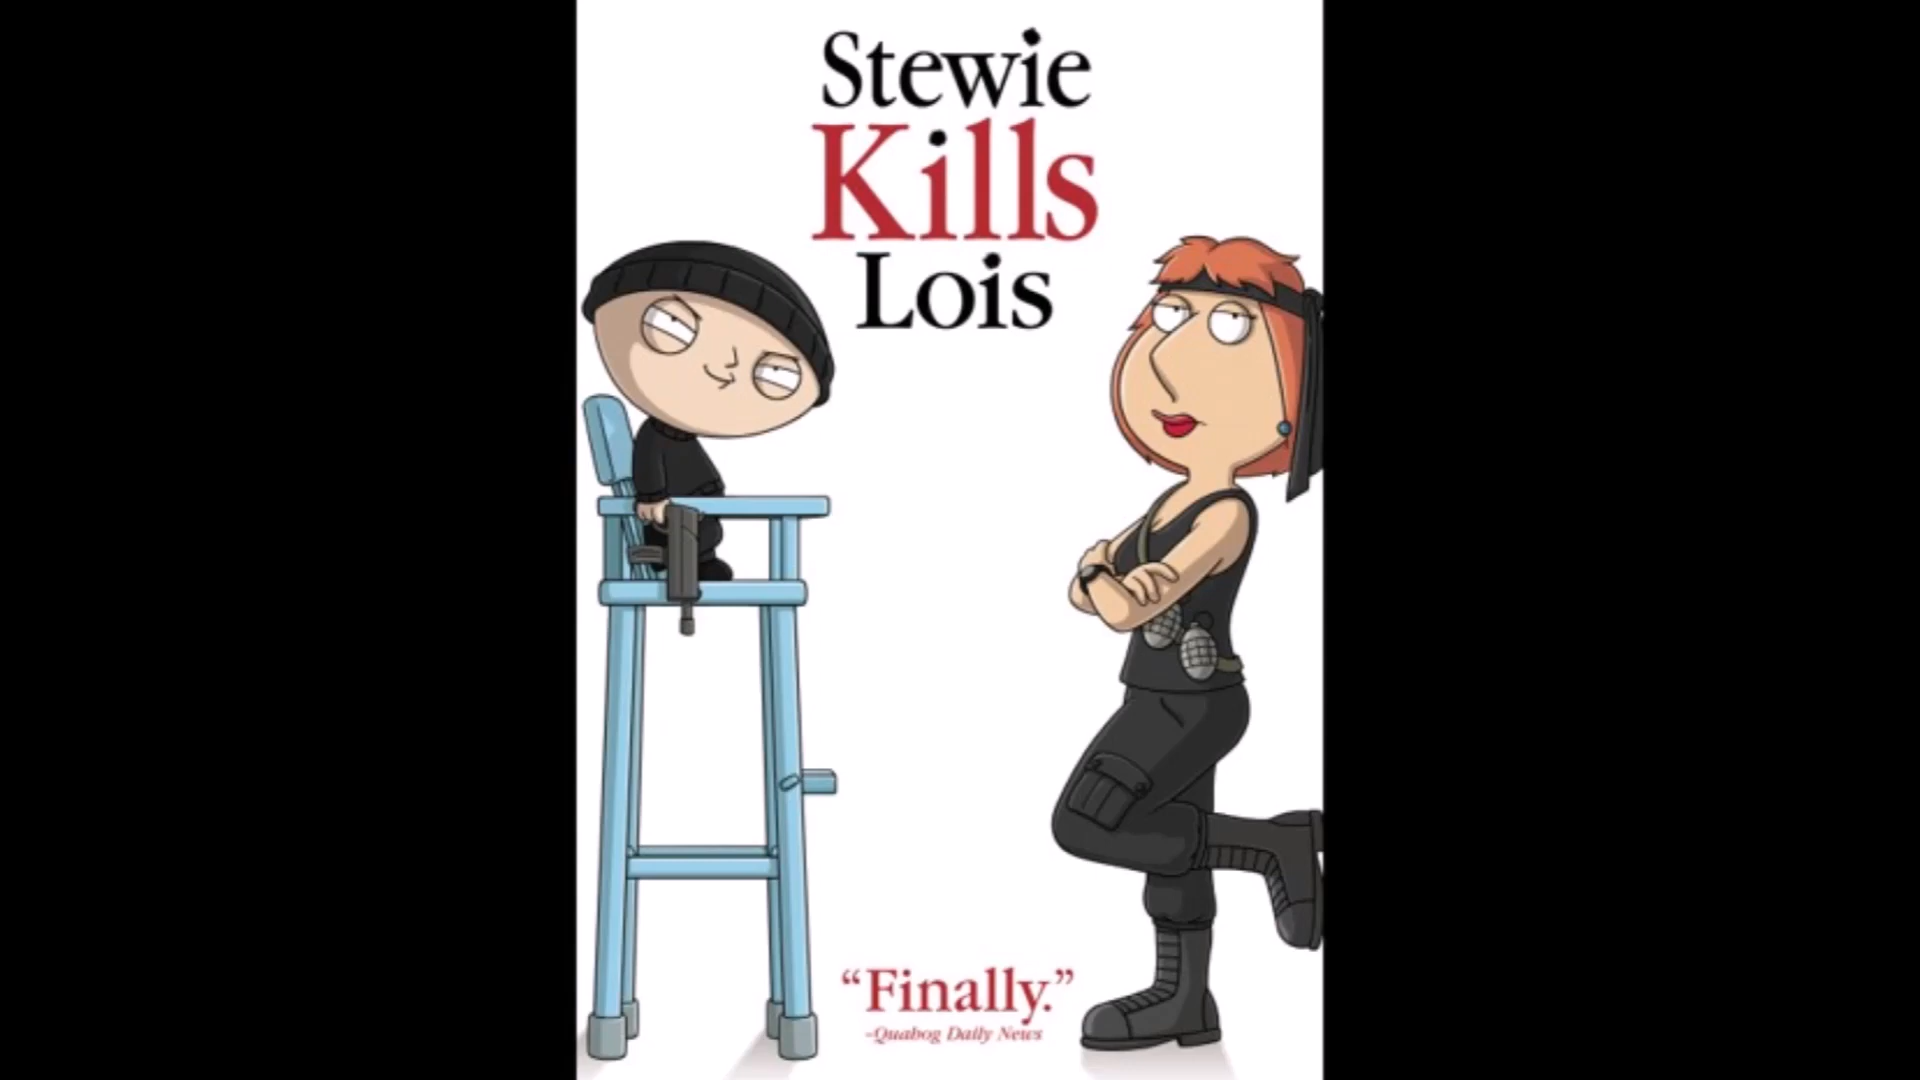 Stewie
Kills
Lois
“Finally.”
-Quahog Daily News